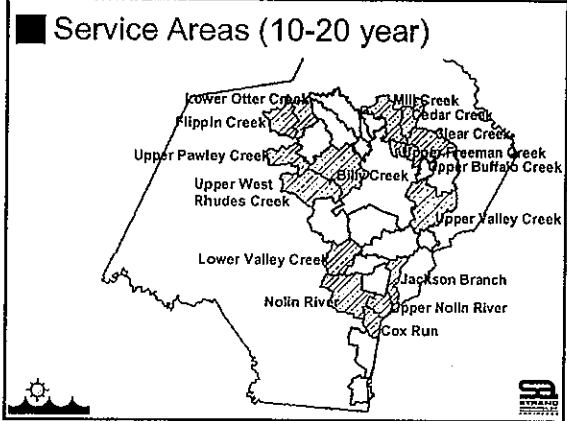 Service Areas (10-20 year)
Lower Otter Creek
Mill Creek
Cedar Creek
Flippin Creek
Clear Creek
Upper Pawley Creek
Upper Freeman Creek
Billy Creek
Upper Buffalo Creek
Upper West
Rhudes Creek
Upper Valley Creek
Lower Valley Creek
Jackson Branch
Nolin River
Upper Nolin River
Cox Run
STRAND